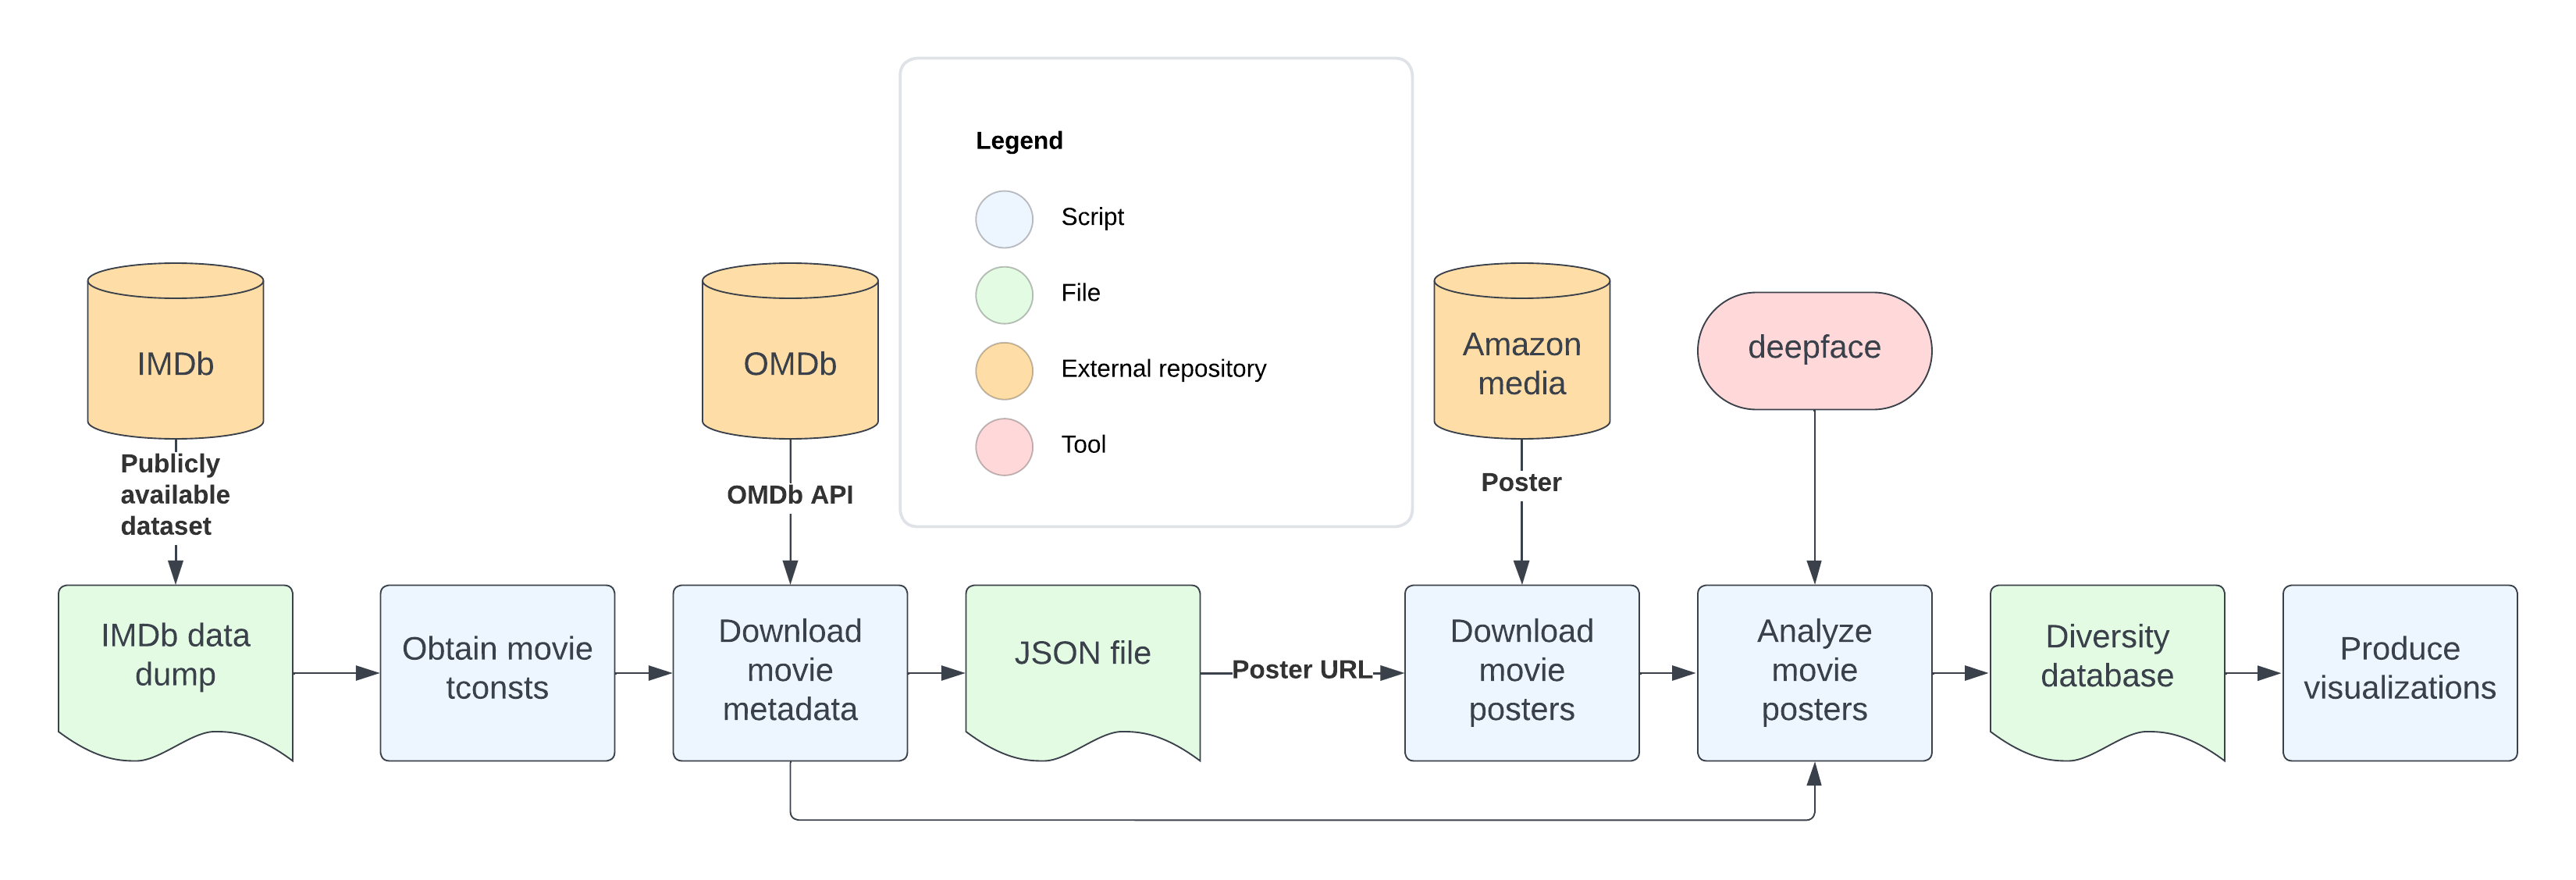 Legend
Script
File
External repository
Tool
IMDb
OMDb
Amazon
media
deepface
Publicly
available
dataset
OMDb API
Poster
IMDb data
dump
Obtain movie
tconsts
Download
movie
metadata
JSON file
Poster URL
Download
movie
posters
Analyze
movie
posters
Diversity
database
Produce
visualizations